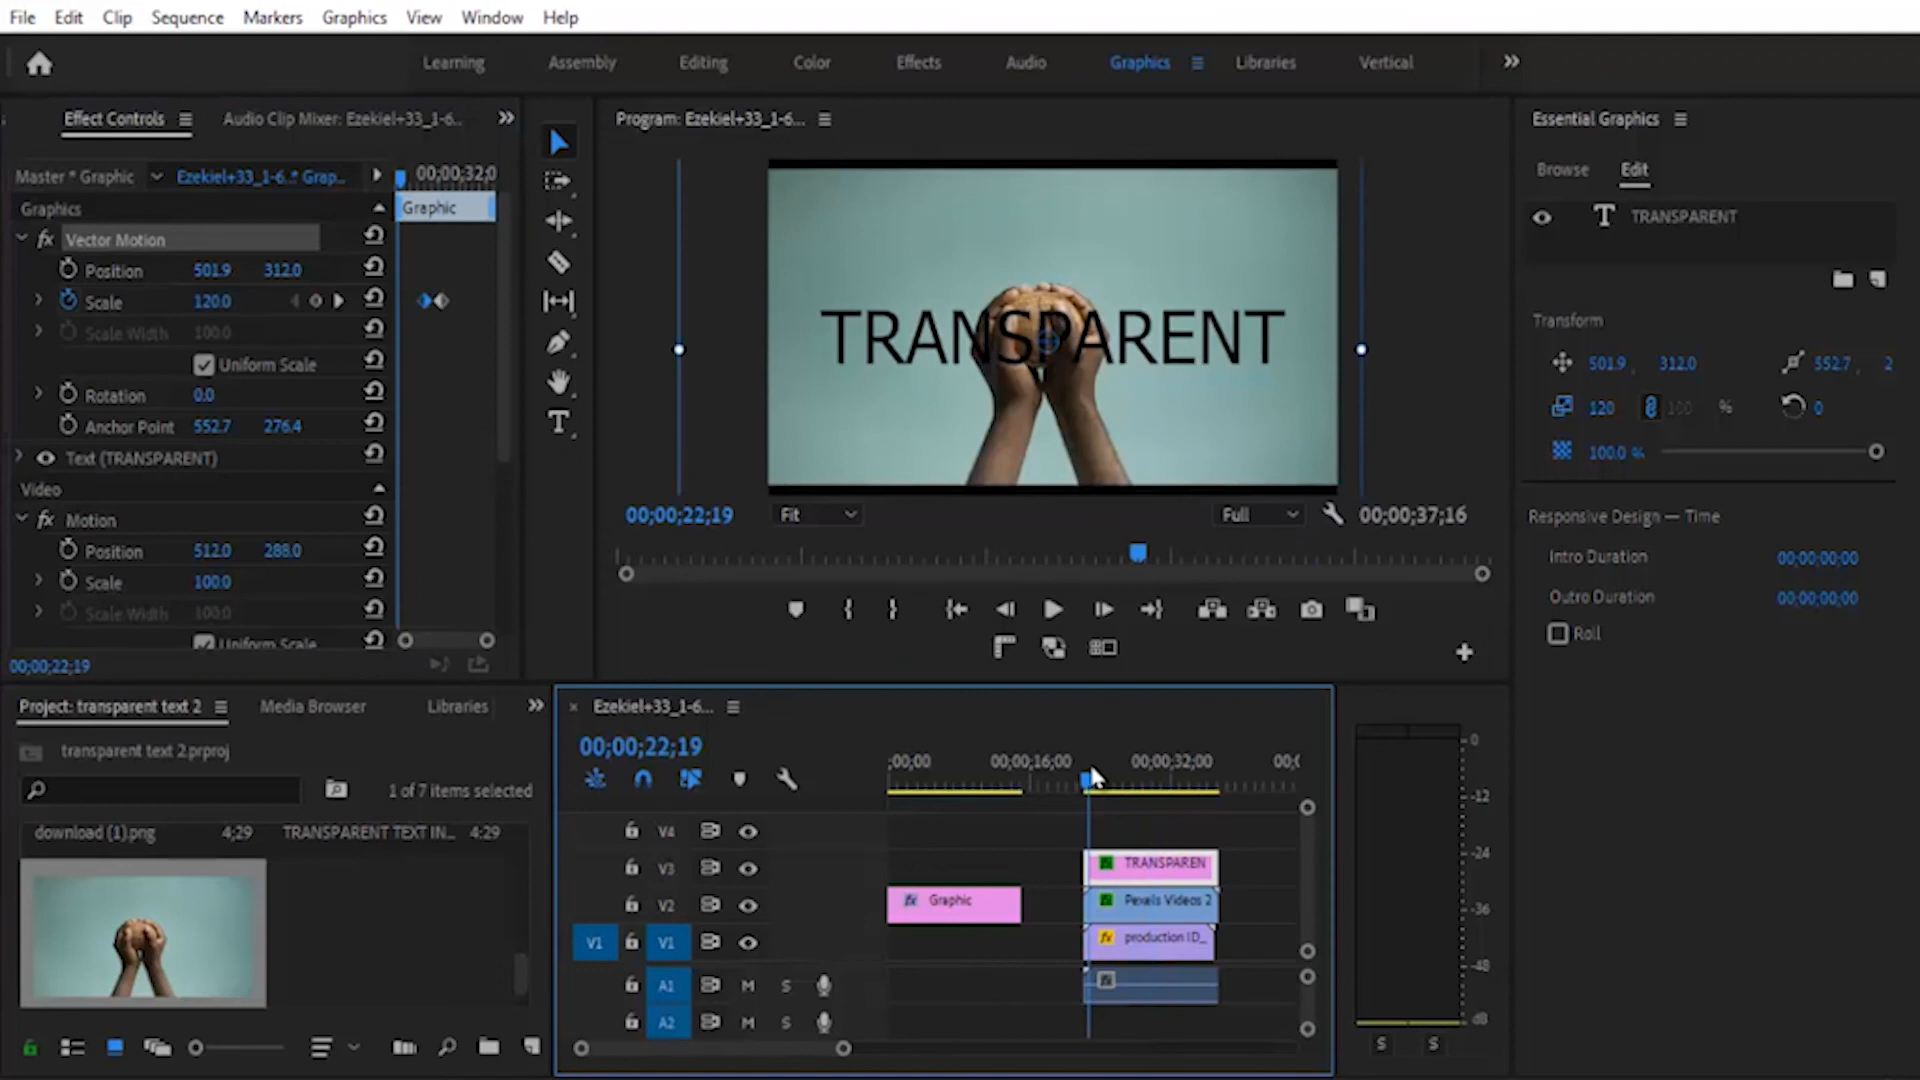 File Edit Clip Sequence Markers Graphics View Window Help
Learning Assembly Editing Color Effects Audio Graphics Libraries Vertical
Effect Controls Audio Clip Mixer: Ezekiel+33_1-6...
Program: Ezekiel+33_1-6...
Essential Graphics
Master * Graphic Ezekiel+33_1-6...* Grap... 00;00;32;0
Browse Edit
Graphics Graphic
T TRANSPARENT
fx Vector Motion
Position 501.9 312.0
Scale 120.0
Scale Width 100.0
Uniform Scale
Rotation 0.0
Anchor Point 552.7 276.4
Text (TRANSPARENT)
Video
fx Motion
Position 512.0 288.0
Scale 100.0
Scale Width 100.0
Uniform Scale
00;00;22;19
TRANSPARENT
00;00;22;19 Fit Full 00;00;37;16
Transform
501.9 , 312.0 552.7 , 2
120 100 % 0
100.0 %
Responsive Design — Time
Intro Duration 00;00;00;00
Outro Duration 00;00;00;00
Roll
Project: transparent text 2 Media Browser Libraries
transparent text 2.prproj
1 of 7 items selected
download (1).png 4;29 TRANSPARENT TEXT IN... 4;29
Ezekiel+33_1-6...
00;00;22;19
;00;00 00;00;16;00 00;00;32;00 00;(
V4
V3 TRANSPAREN
V2 fx Graphic Pexels Videos 2
V1 V1 fx production ID_
A1 M S fx
A2 M S
0
-12
-24
-36
-48
dB
S S